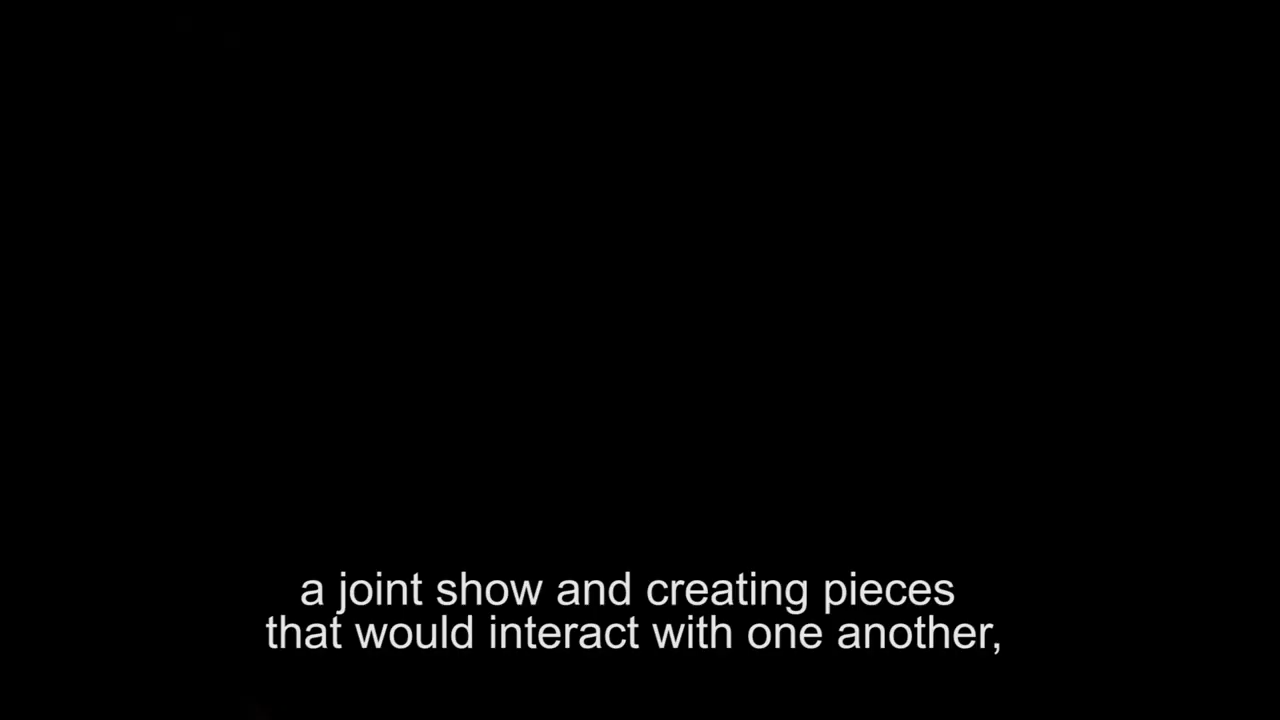 a joint show and creating pieces
that would interact with one another,